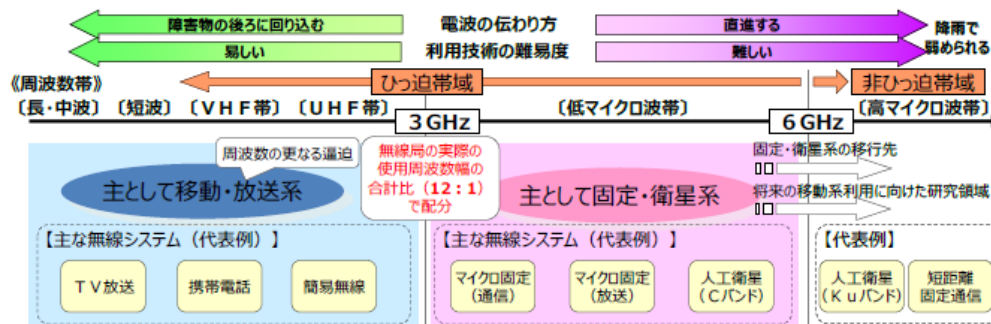 障害物の後ろに回り込む
電波の伝わり方
直進する
降雨で
弱められる
易しい
利用技術の難易度
難しい
《周波数帯》
ひっ迫帯域
非ひっ迫帯域
〔長・中波〕
〔短波〕
〔ＶＨＦ帯〕
〔ＵＨＦ帯〕
〔低マイクロ波帯〕
〔高マイクロ波帯〕
３GHz
６GHz
周波数の更なる逼迫
主として移動・放送系
無線局の実際の
使用周波数幅の
合計比（12：1）
で配分
主として固定・衛星系
固定・衛星系の移行先
将来の移動系利用に向けた研究領域
【主な無線システム（代表例）】
ＴＶ放送
携帯電話
簡易無線
【主な無線システム（代表例）】
マイクロ固定
（通信）
マイクロ固定
（放送）
人工衛星
（Ｃバンド）
【代表例】
人工衛星
（Ｋｕバンド）
短距離
固定通信